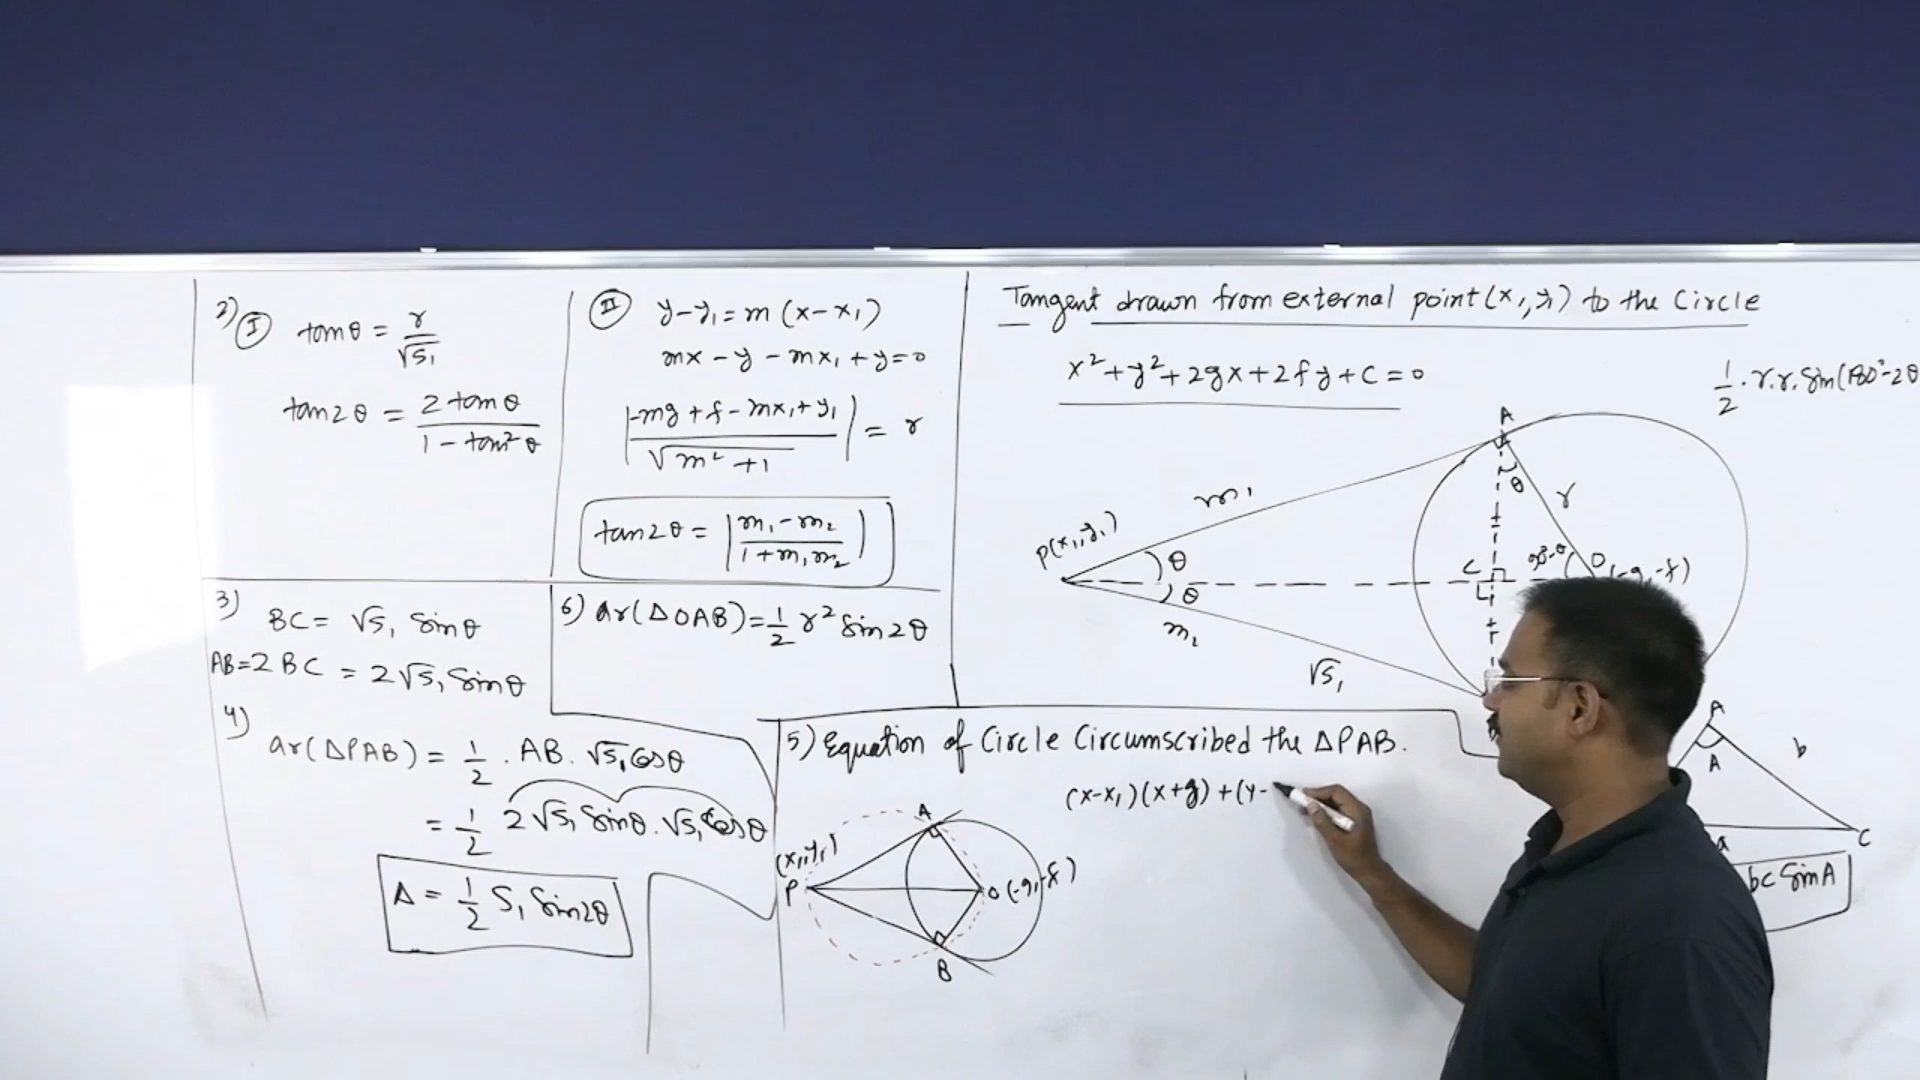 2) I tanθ = r/√S₁
tan2θ = 2tanθ/(1 - tan²θ)
II y-y₁ = m(x-x₁)
mx - y - mx₁ + y = 0
|(-mg + f - mx₁ + y₁)/√(m² + 1)| = r
tan2θ = |(m₁ - m₂)/(1 + m₁m₂)|
3) BC = √S₁ Sinθ
AB = 2BC = 2√S₁ Sinθ
4) ar(ΔPAB) = 1/2 . AB . √S₁ Cosθ
= 1/2 2√S₁ Sinθ . √S₁ Cosθ
Δ = 1/2 S₁ Sin2θ
6) ar(ΔOAB) = 1/2 r² Sin2θ
Tangent drawn from external point (x₁,y₁) to the Circle
x² + y² + 2gx + 2fy + C = 0
1/2 . r.r. Sin(180° - 2θ
A
θ
r
m₁
P(x₁,y₁)
θ
θ
C
90°-θ
O(-g,-f)
m₂
√S₁
5) Equation of Circle Circumscribed the ΔPAB.
(x-x₁)(x+g) + (y-
A
(x₁,y₁)
P
O(-g,-f)
B
A
A
b
a
C
bc SinA